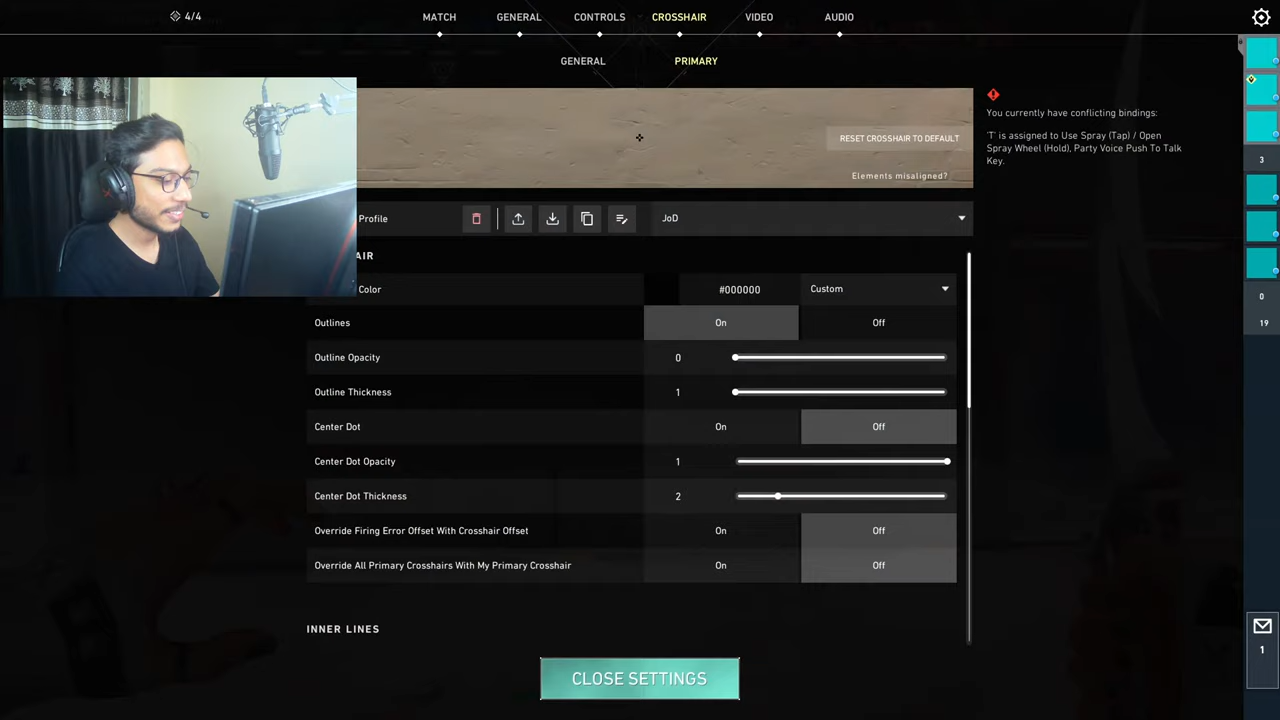 4/4
MATCH
GENERAL
CONTROLS
CROSSHAIR
VIDEO
AUDIO
GENERAL
PRIMARY
RESET CROSSHAIR TO DEFAULT
Elements misaligned?
You currently have conflicting bindings:
'T' is assigned to Use Spray (Tap) / Open
Spray Wheel (Hold), Party Voice Push To Talk
Key.
Profile
JoD
AIR
Color
#000000
Custom
Outlines
On
Off
Outline Opacity
0
Outline Thickness
1
Center Dot
On
Off
Center Dot Opacity
1
Center Dot Thickness
2
Override Firing Error Offset With Crosshair Offset
On
Off
Override All Primary Crosshairs With My Primary Crosshair
On
Off
INNER LINES
CLOSE SETTINGS
3
0
19
1